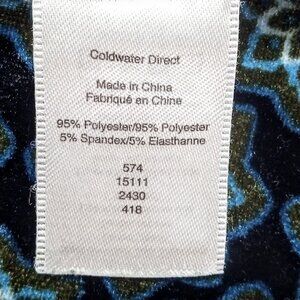 Coldwater Direct
Made in China
Fabriqué en Chine
95% Polyester/95% Polyester
5% Spandex/5% Elasthanne
574
15111
2430
418